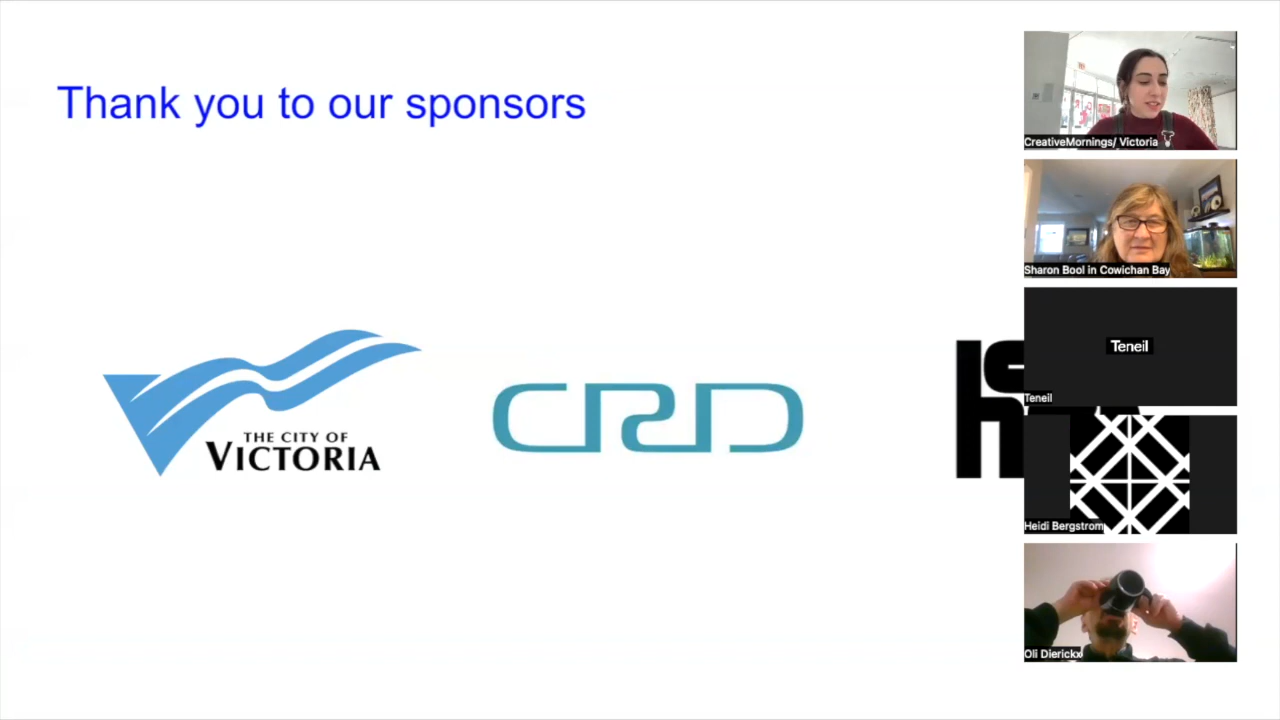 Thank you to our sponsors
THE CITY OF
VICTORIA
CRD
CreativeMornings/ Victoria
Sharon Bool in Cowichan Bay
Teneil
Teneil
Heidi Bergstrom
Oli Dierickx